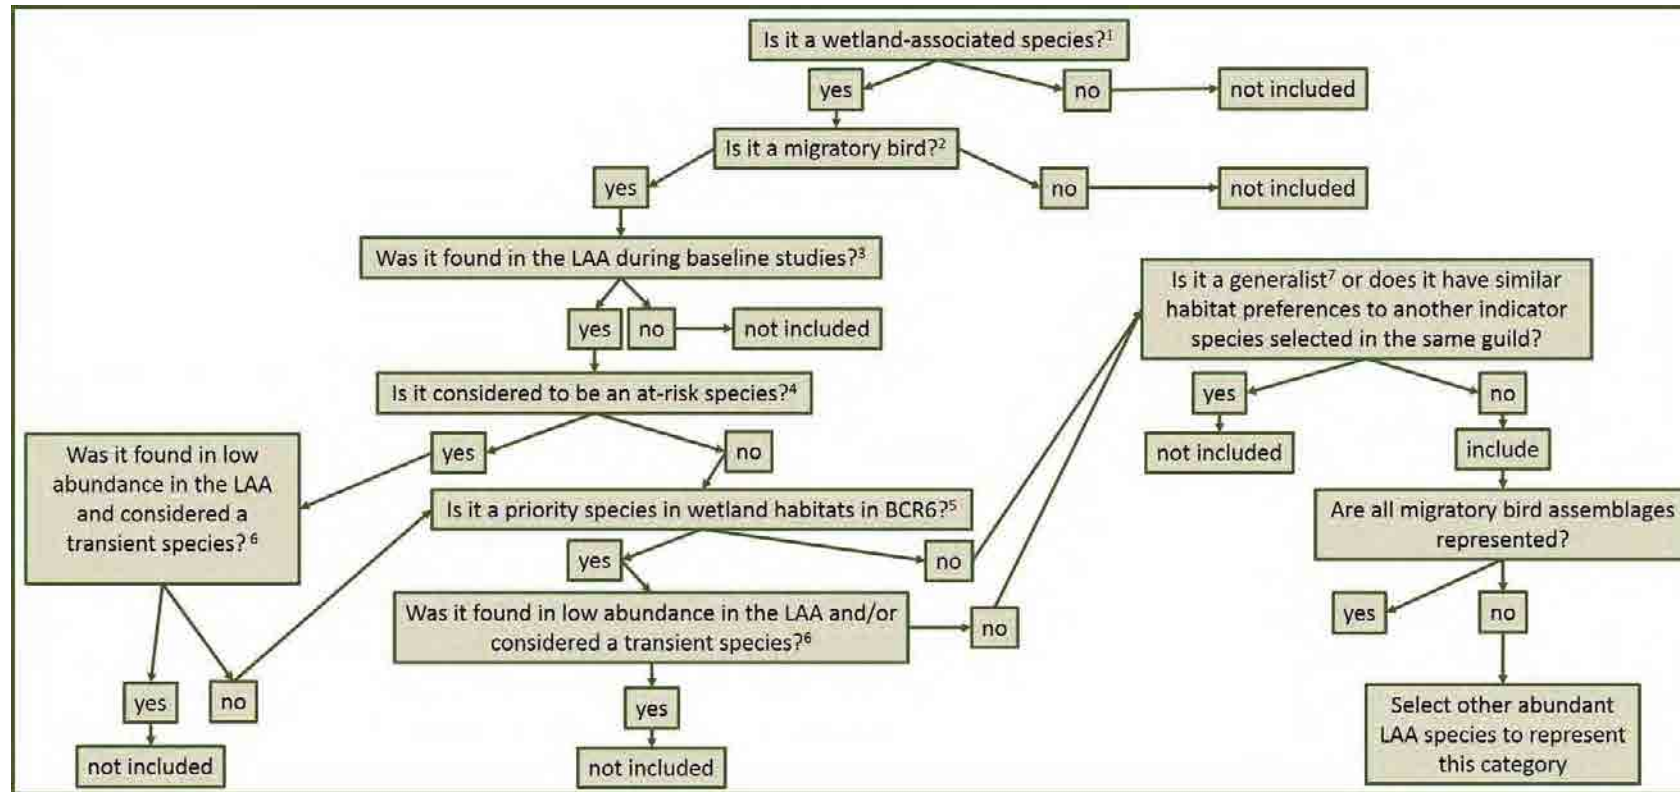 Is it a wetland-associated species?¹
yes
no
not included
Is it a migratory bird?²
yes
no
not included
Was it found in the LAA during baseline studies?³
yes
no
not included
Is it considered to be an at-risk species?⁴
yes
no
Was it found in low
abundance in the LAA
and considered a
transient species? ⁶
yes
no
not included
Is it a priority species in wetland habitats in BCR6?⁵
yes
no
Was it found in low abundance in the LAA and/or
considered a transient species?⁶
no
yes
not included
Is it a generalist⁷ or does it have similar
habitat preferences to another indicator
species selected in the same guild?
yes
no
not included
include
Are all migratory bird assemblages
represented?
yes
no
Select other abundant
LAA species to represent
this category